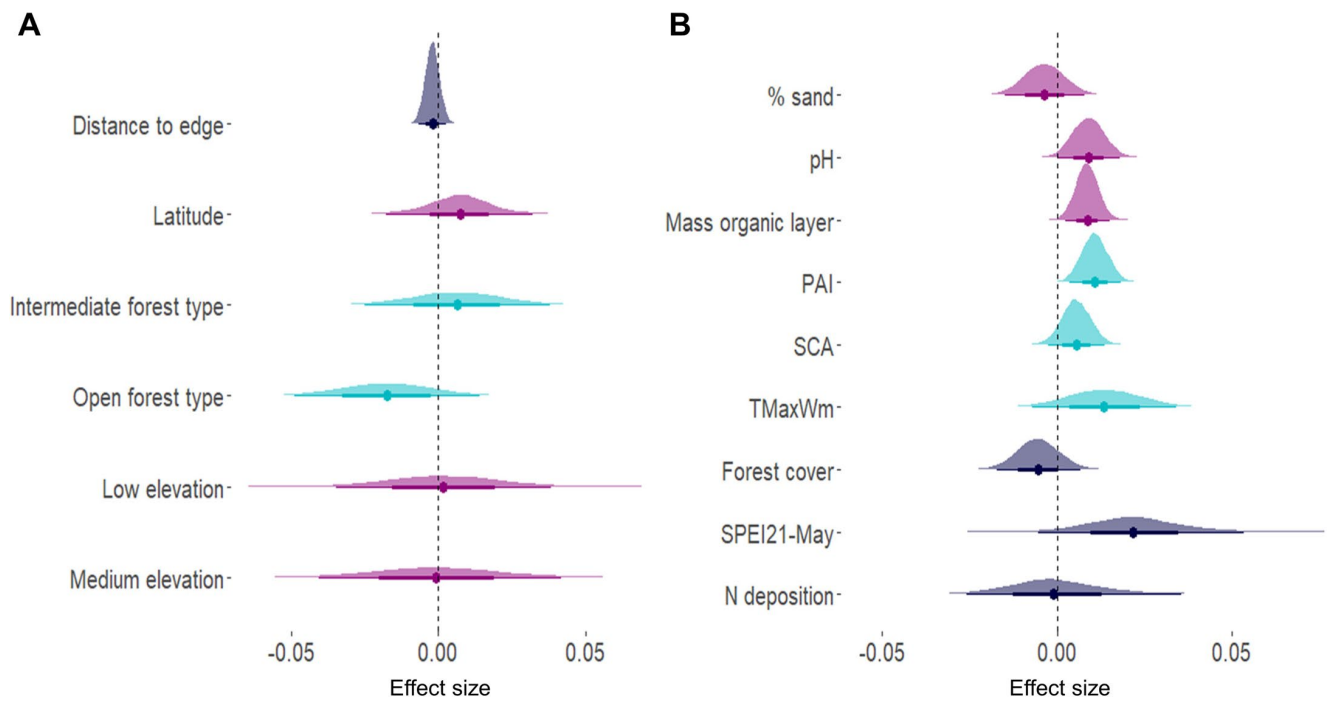 A
Distance to edge
Latitude
Intermediate forest type
Open forest type
Low elevation
Medium elevation
-0.05 0.00 0.05
Effect size
B
% sand
pH
Mass organic layer
PAI
SCA
TMaxWm
Forest cover
SPEI21-May
N deposition
-0.05 0.00 0.05
Effect size